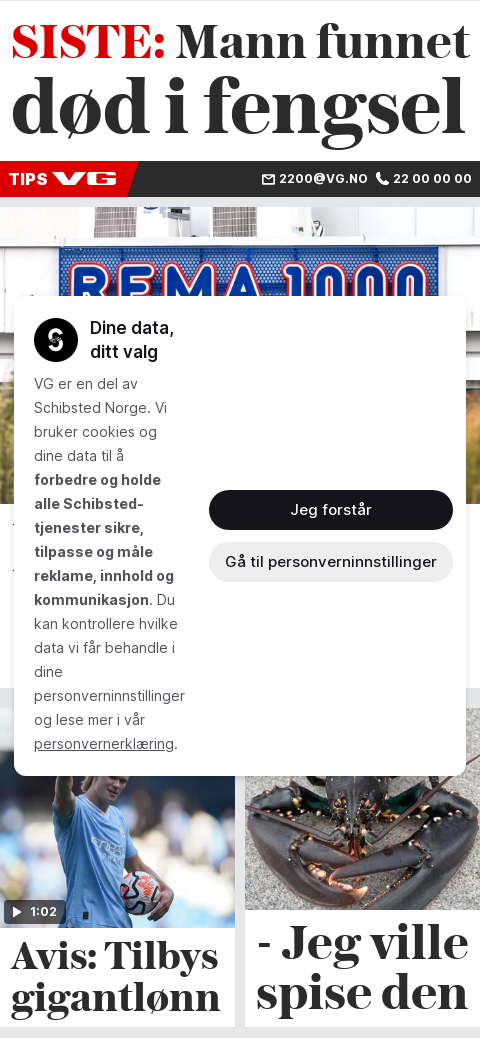 SISTE: Mann funnet
død i fengsel
TIPS VG
2200@VG.NO 22 00 00 00
REMA 1000
Dine data,
ditt valg
VG er en del av
Schibsted Norge. Vi
bruker cookies og
dine data til å
forbedre og holde
alle Schibsted-
tjenester sikre,
tilpasse og måle
reklame, innhold og
kommunikasjon. Du
kan kontrollere hvilke
data vi får behandle i
dine
personverninnstillinger
og lese mer i vår
personvernerklæring.
Jeg forstår
Gå til personverninnstillinger
1:02
Avis: Tilbys
gigantlønn
- Jeg ville
spise den